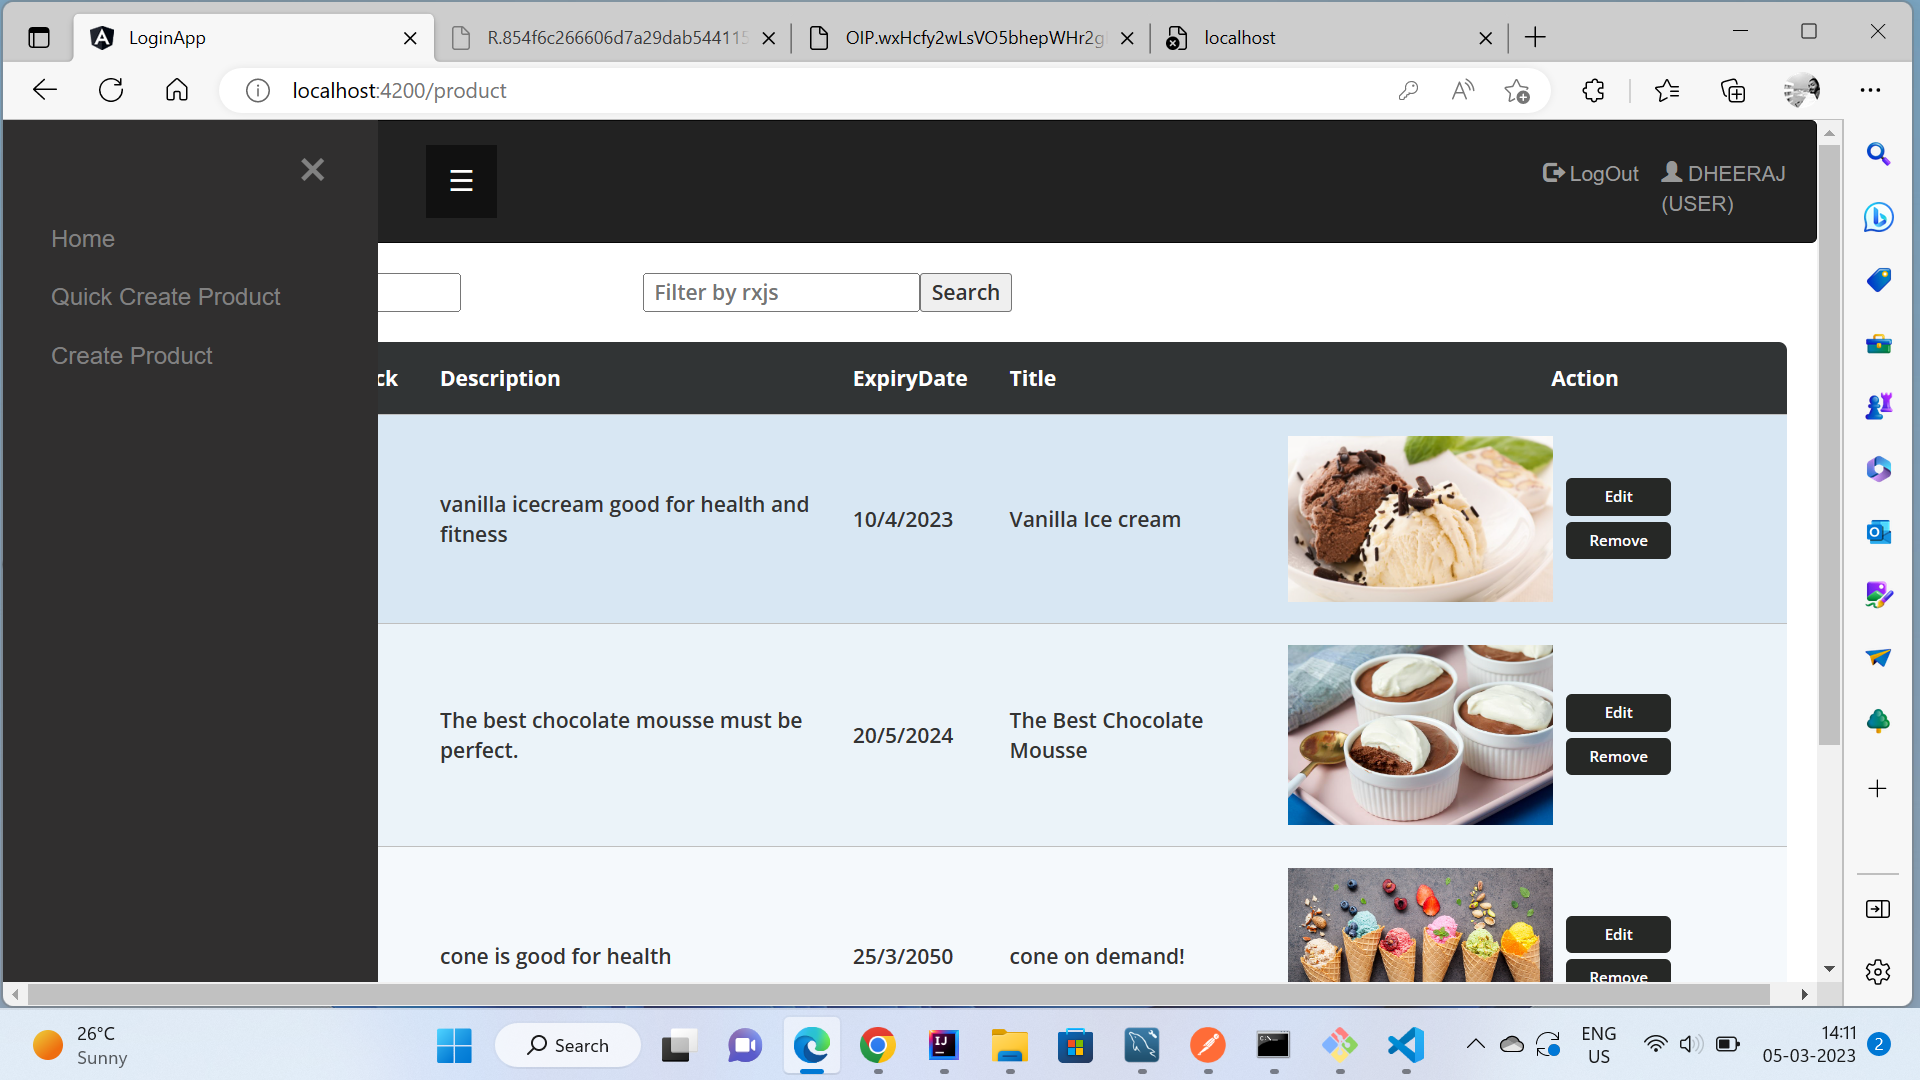 LoginApp
R.854f6c266606d7a29dab544115
OIP.wxHcfy2wLsVO5bhepWHr2g
localhost
localhost:4200/product
LogOut
DHEERAJ
(USER)
Home
Quick Create Product
Create Product
Filter by rxjs
Search
ck
Description
ExpiryDate
Title
Action
vanilla icecream good for health and
fitness
10/4/2023
Vanilla Ice cream
Edit
Remove
The best chocolate mousse must be
perfect.
20/5/2024
The Best Chocolate
Mousse
Edit
Remove
cone is good for health
25/3/2050
cone on demand!
Edit
Remove
26°C
Sunny
Search
ENG
US
14:11
05-03-2023
2